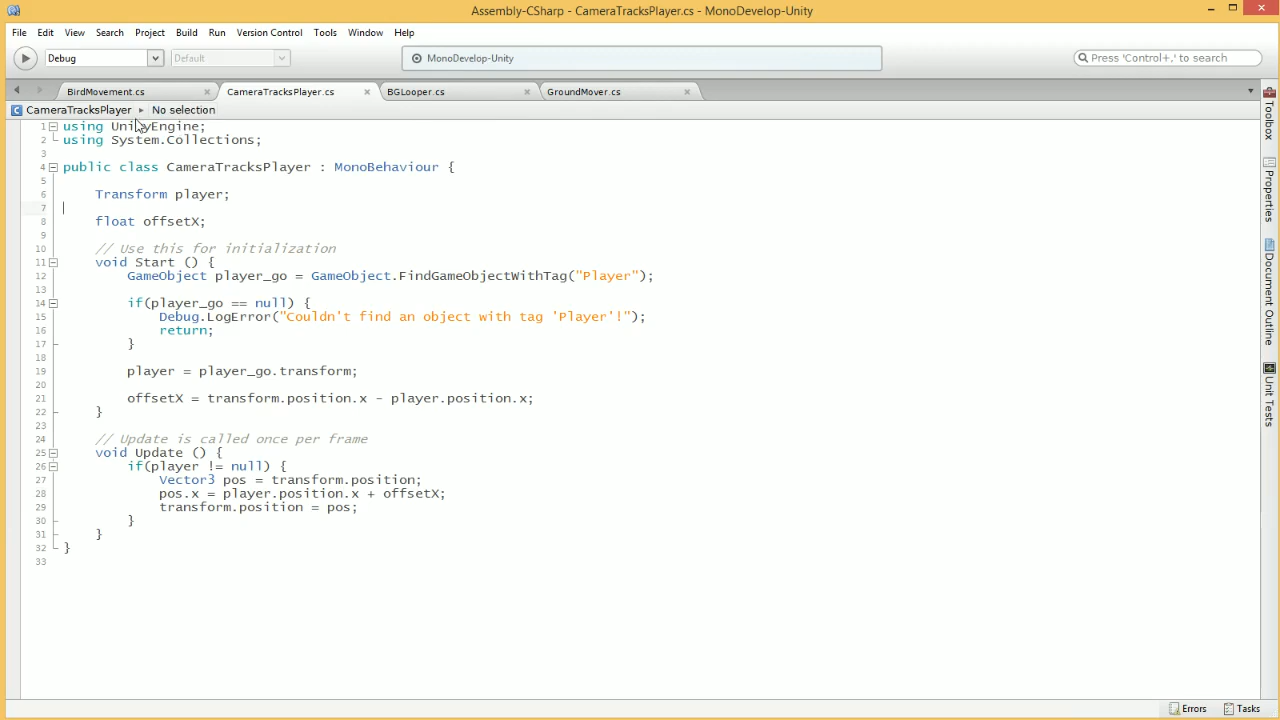 Assembly-CSharp - CameraTracksPlayer.cs - MonoDevelop-Unity
File Edit View Search Project Build Run Version Control Tools Window Help
Debug Default MonoDevelop-Unity Press 'Control+,' to search
BirdMovement.cs CameraTracksPlayer.cs BGLooper.cs GroundMover.cs
CameraTracksPlayer No selection
1 using UnityEngine;
2 using System.Collections;
3
4 public class CameraTracksPlayer : MonoBehaviour {
5
6 Transform player;
7
8 float offsetX;
9
10 // Use this for initialization
11 void Start () {
12 GameObject player_go = GameObject.FindGameObjectWithTag("Player");
13
14 if(player_go == null) {
15 Debug.LogError("Couldn't find an object with tag 'Player'!");
16 return;
17 }
18
19 player = player_go.transform;
20
21 offsetX = transform.position.x - player.position.x;
22 }
23
24 // Update is called once per frame
25 void Update () {
26 if(player != null) {
27 Vector3 pos = transform.position;
28 pos.x = player.position.x + offsetX;
29 transform.position = pos;
30 }
31 }
32 }
33
Toolbox
Properties
Document Outline
Unit Tests
Errors Tasks